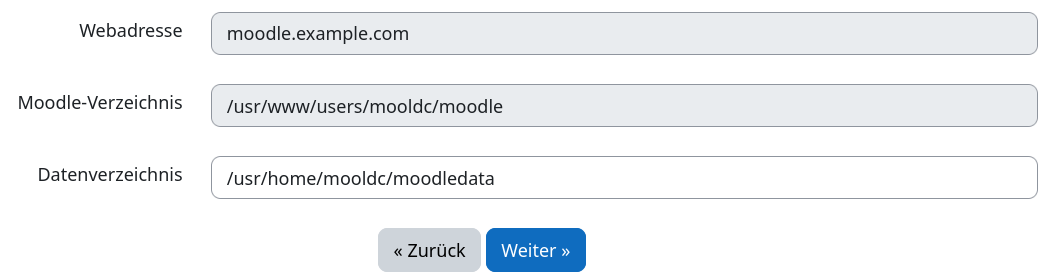 Webadresse moodle.example.com
Moodle-Verzeichnis /usr/www/users/mooldc/moodle
Datenverzeichnis /usr/home/mooldc/moodledata
« Zurück Weiter »